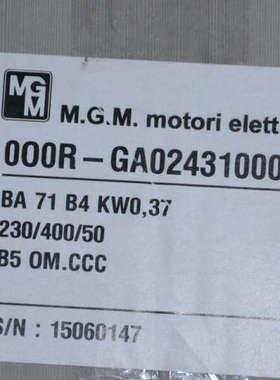 MGM
M.G.M. motori elett
000R-GA02431000
BA 71 B4 KW0,37
230/400/50
B5 OM.CCC
S/N : 15060147